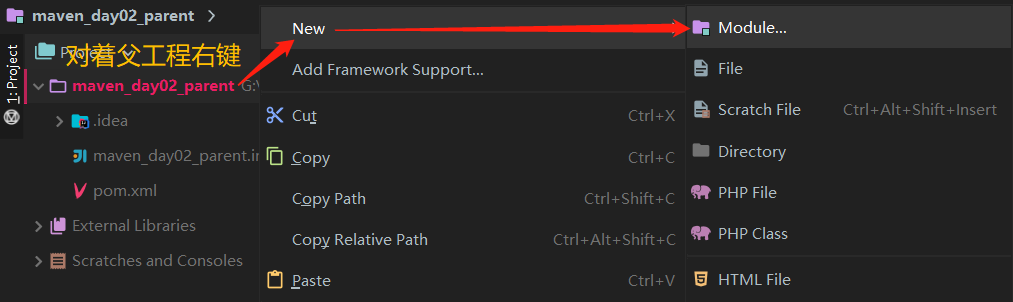 maven_day02_parent
1: Project
Project
对着父工程右键
maven_day02_parent G:\
.idea
maven_day02_parent.im
pom.xml
External Libraries
Scratches and Consoles
New
Add Framework Support...
Cut Ctrl+X
Copy Ctrl+C
Copy Path Ctrl+Shift+C
Copy Relative Path Ctrl+Alt+Shift+C
Paste Ctrl+V
Module...
File
Scratch File Ctrl+Alt+Shift+Insert
Directory
PHP File
PHP Class
HTML File